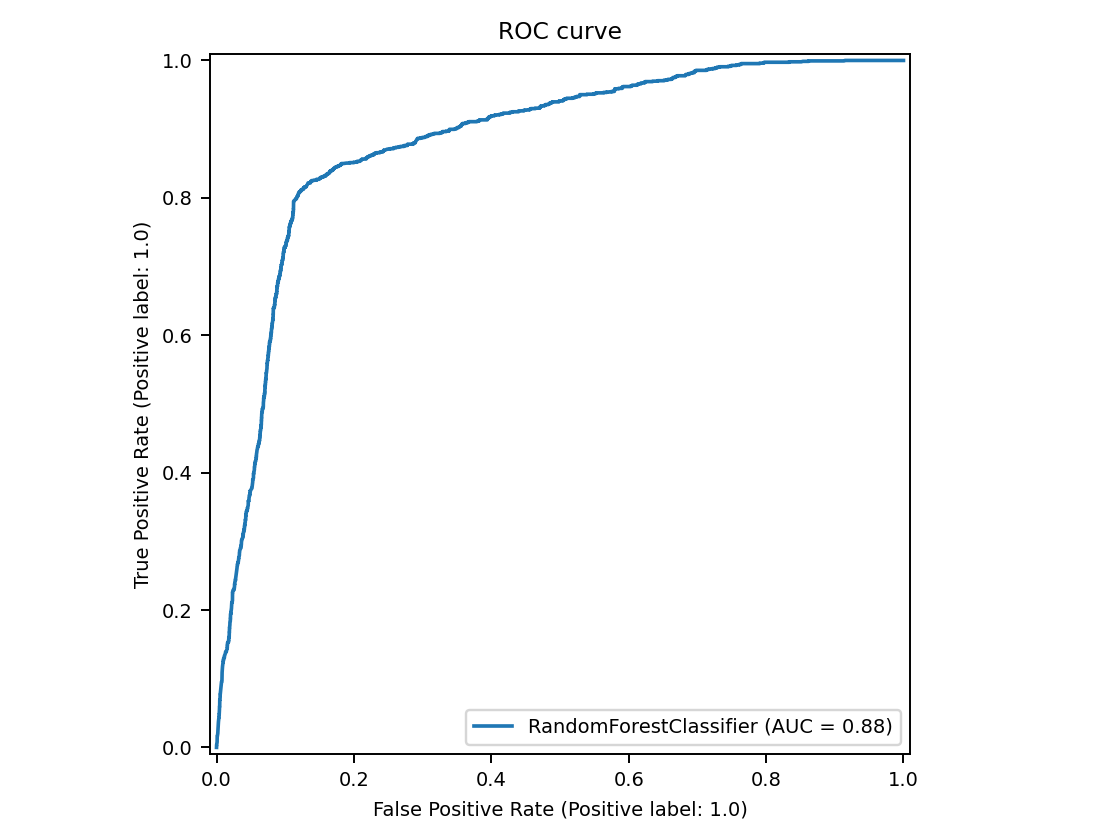 ROC curve
True Positive Rate (Positive label: 1.0)
1.0
0.8
0.6
0.4
0.2
0.0
RandomForestClassifier (AUC = 0.88)
0.0 0.2 0.4 0.6 0.8 1.0
False Positive Rate (Positive label: 1.0)